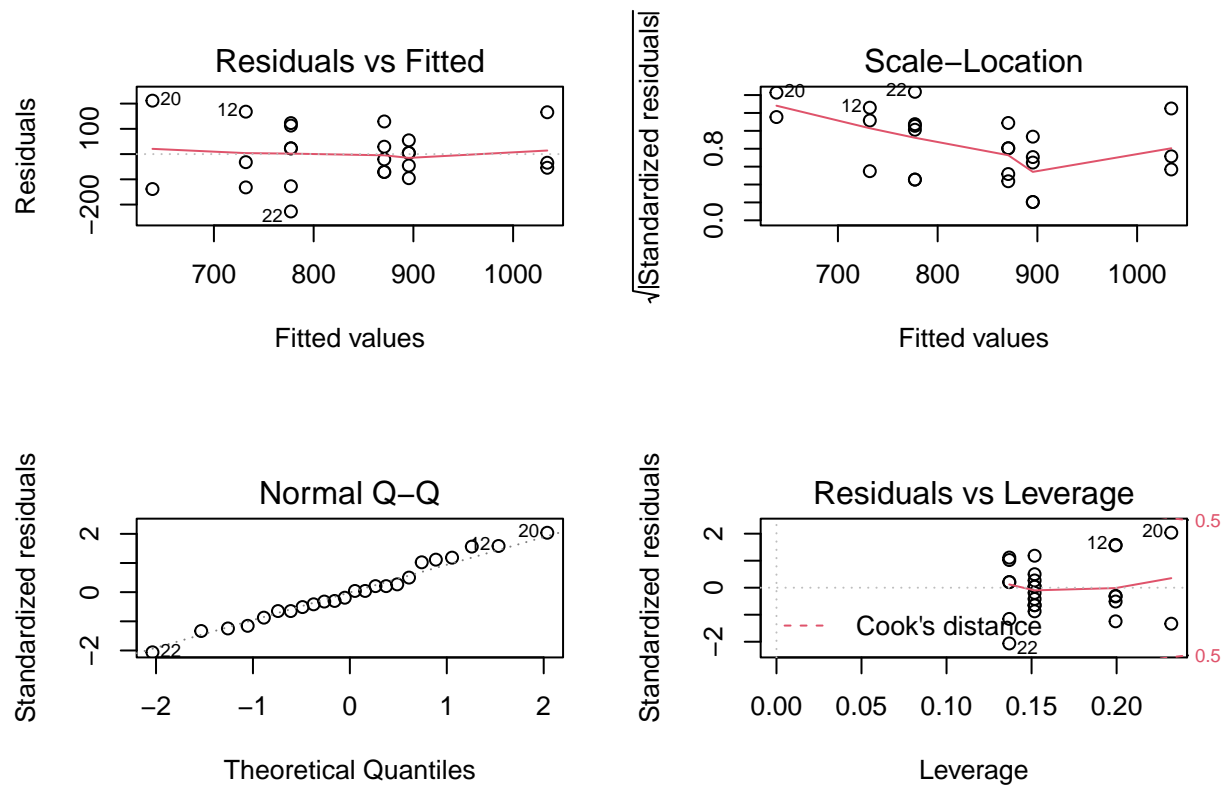 Residuals vs Fitted
Residuals
100
−200
20
12
22
700 800 900 1000
Fitted values
Scale−Location
√|Standardized residuals|
0.8
0.0
20
12
22
700 800 900 1000
Fitted values
Normal Q−Q
Standardized residuals
2
0
−2
20
12
22
−2 −1 0 1 2
Theoretical Quantiles
Residuals vs Leverage
Standardized residuals
2
0
−2
20
12
22
Cook's distance
0.5
0.5
0.00 0.05 0.10 0.15 0.20
Leverage